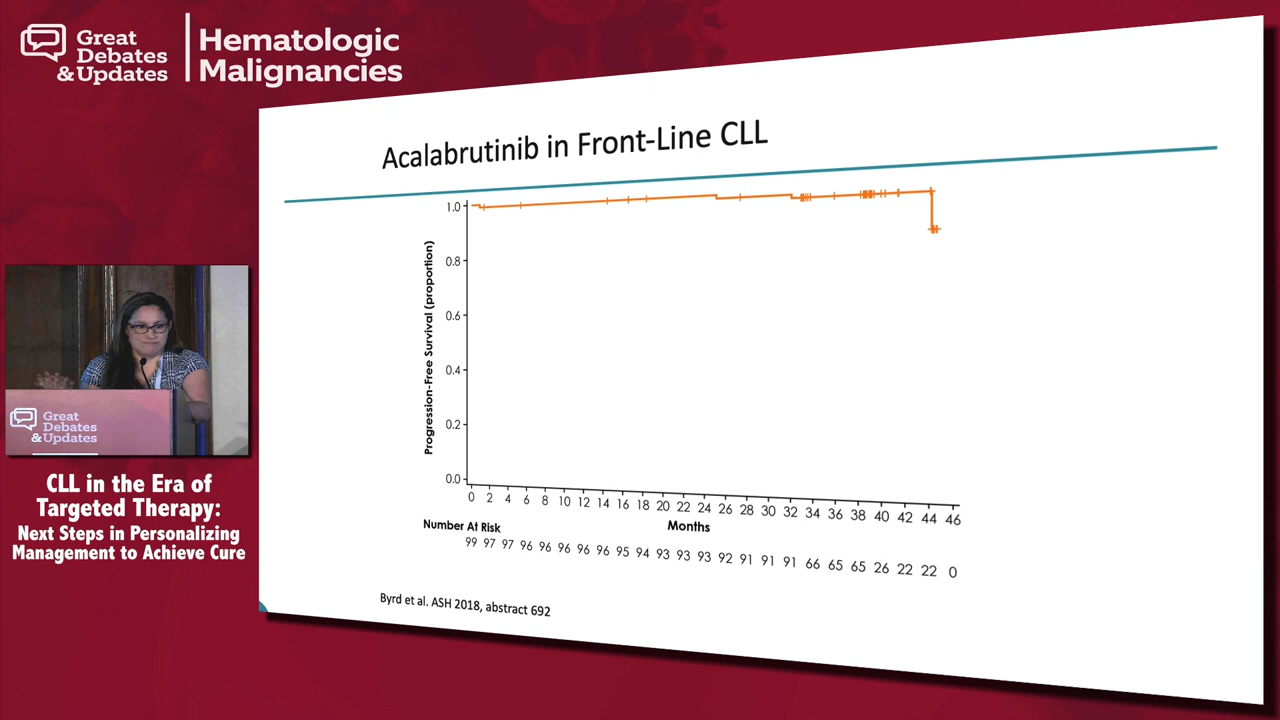 Great
Debates
&Updates
Hematologic
Malignancies
Acalabrutinib in Front-Line CLL
Progression-Free Survival (proportion)
1.0
0.8
0.6
0.4
0.2
0.0
0 2 4 6 8 10 12 14 16 18 20 22 24 26 28 30 32 34 36 38 40 42 44 46
Months
Number At Risk
99 97 97 96 96 96 96 96 95 94 93 93 93 92 91 91 91 66 65 65 26 22 22 0
Byrd et al. ASH 2018, abstract 692
Great
Debates
&Updates
CLL in the Era of
Targeted Therapy:
Next Steps in Personalizing
Management to Achieve Cure